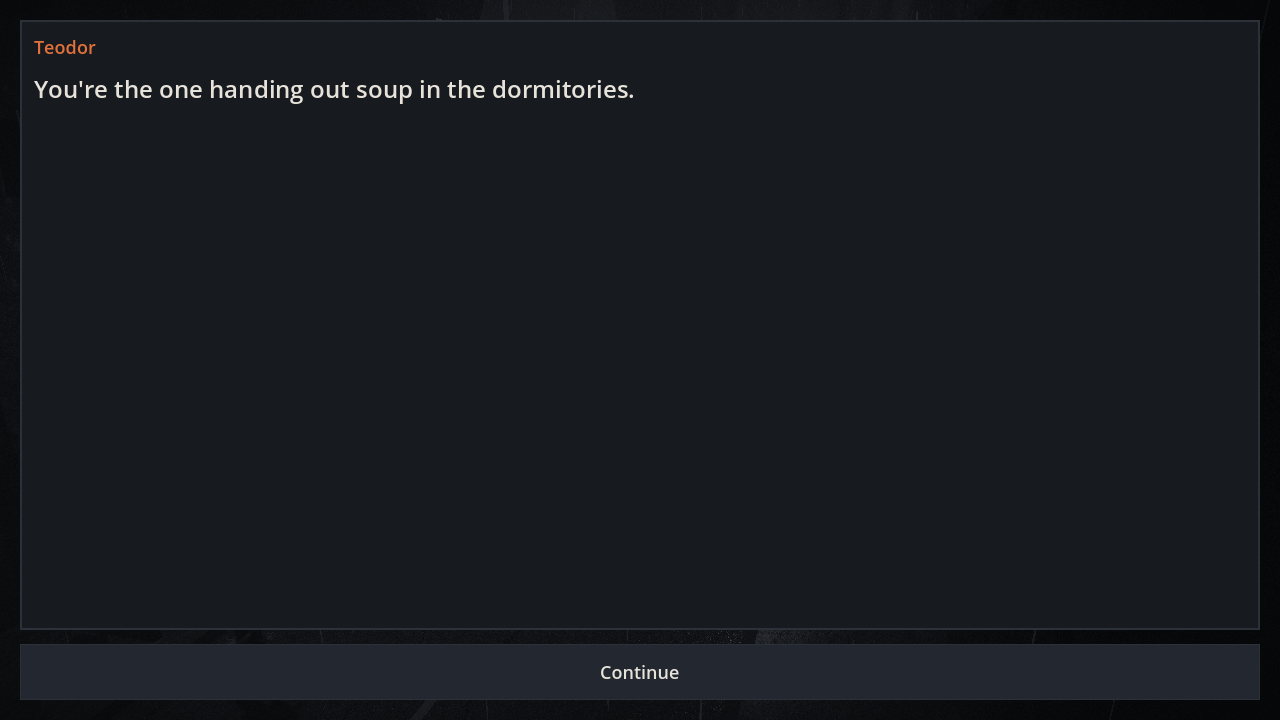 Teodor
You're the one handing out soup in the dormitories.
Continue